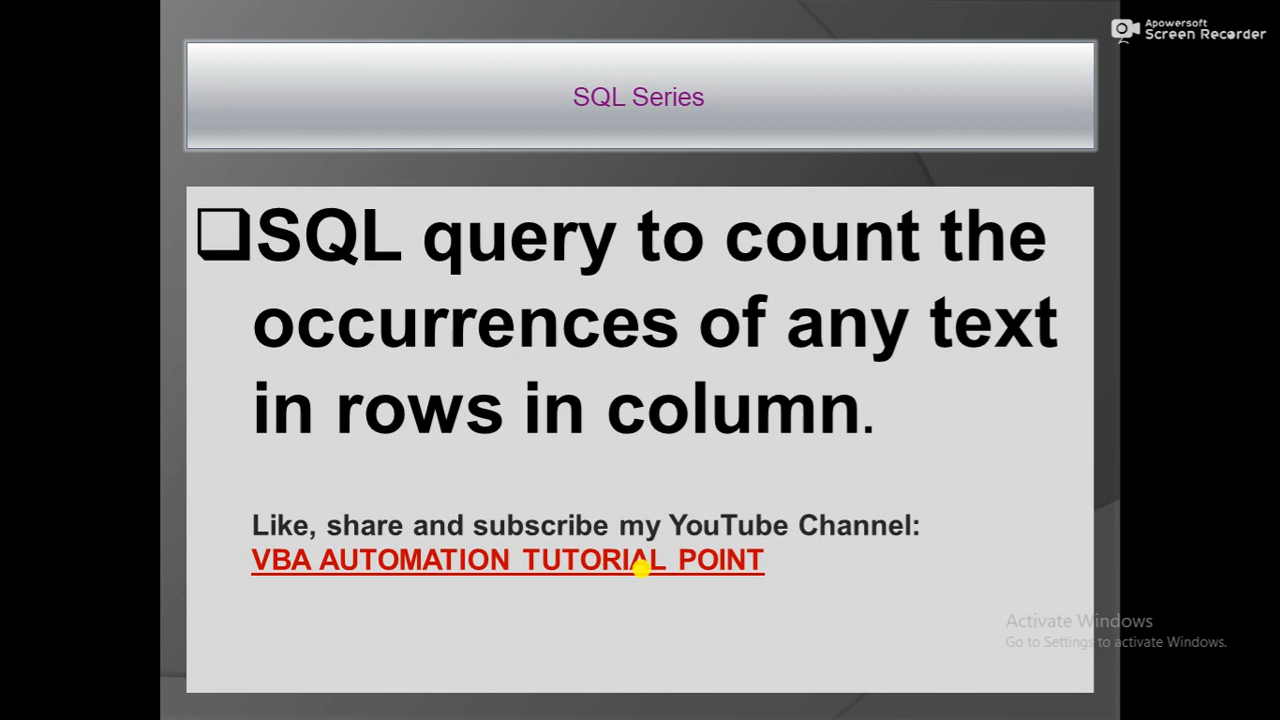 Apowersoft
Screen Recorder
SQL Series
❑SQL query to count the
occurrences of any text
in rows in column.
Like, share and subscribe my YouTube Channel:
VBA AUTOMATION TUTORIAL POINT
Activate Windows
Go to Settings to activate Windows.